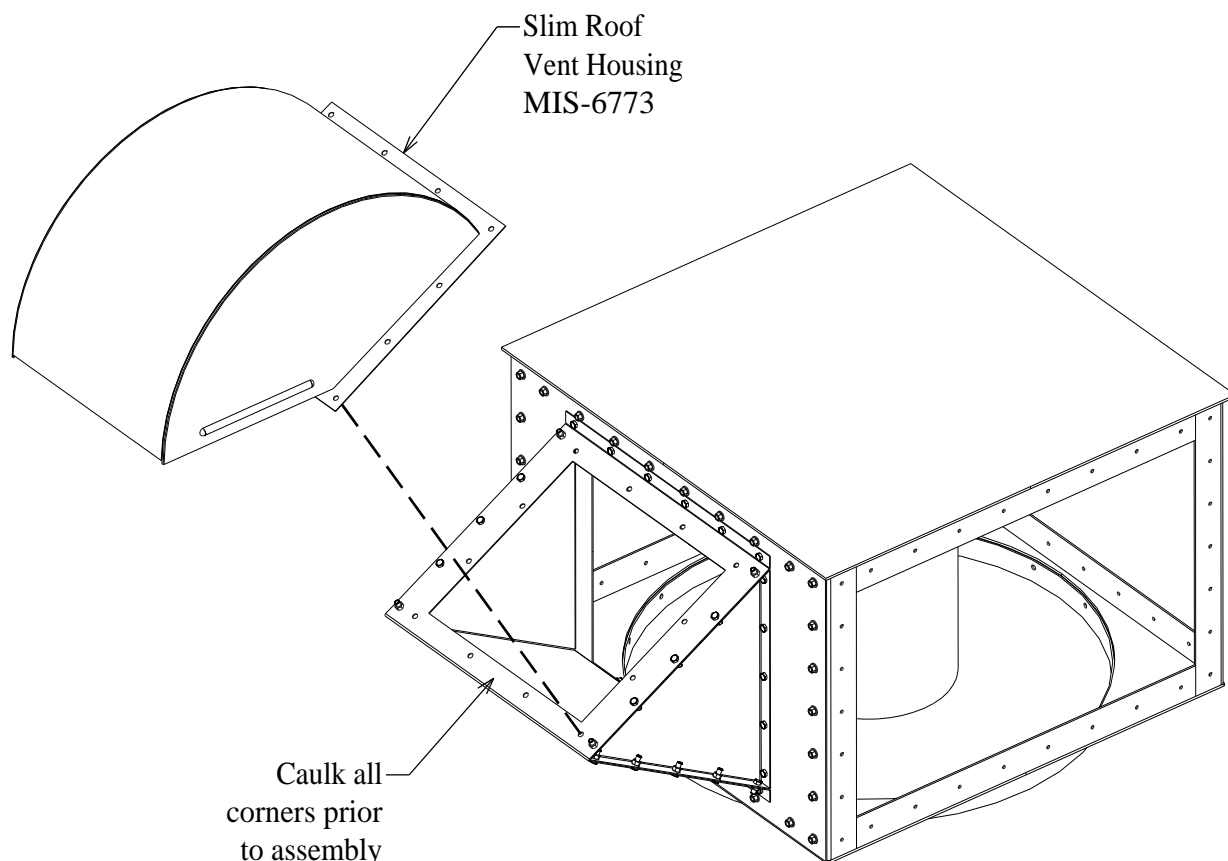 Slim Roof
Vent Housing
MIS-6773
Caulk all
corners prior
to assembly